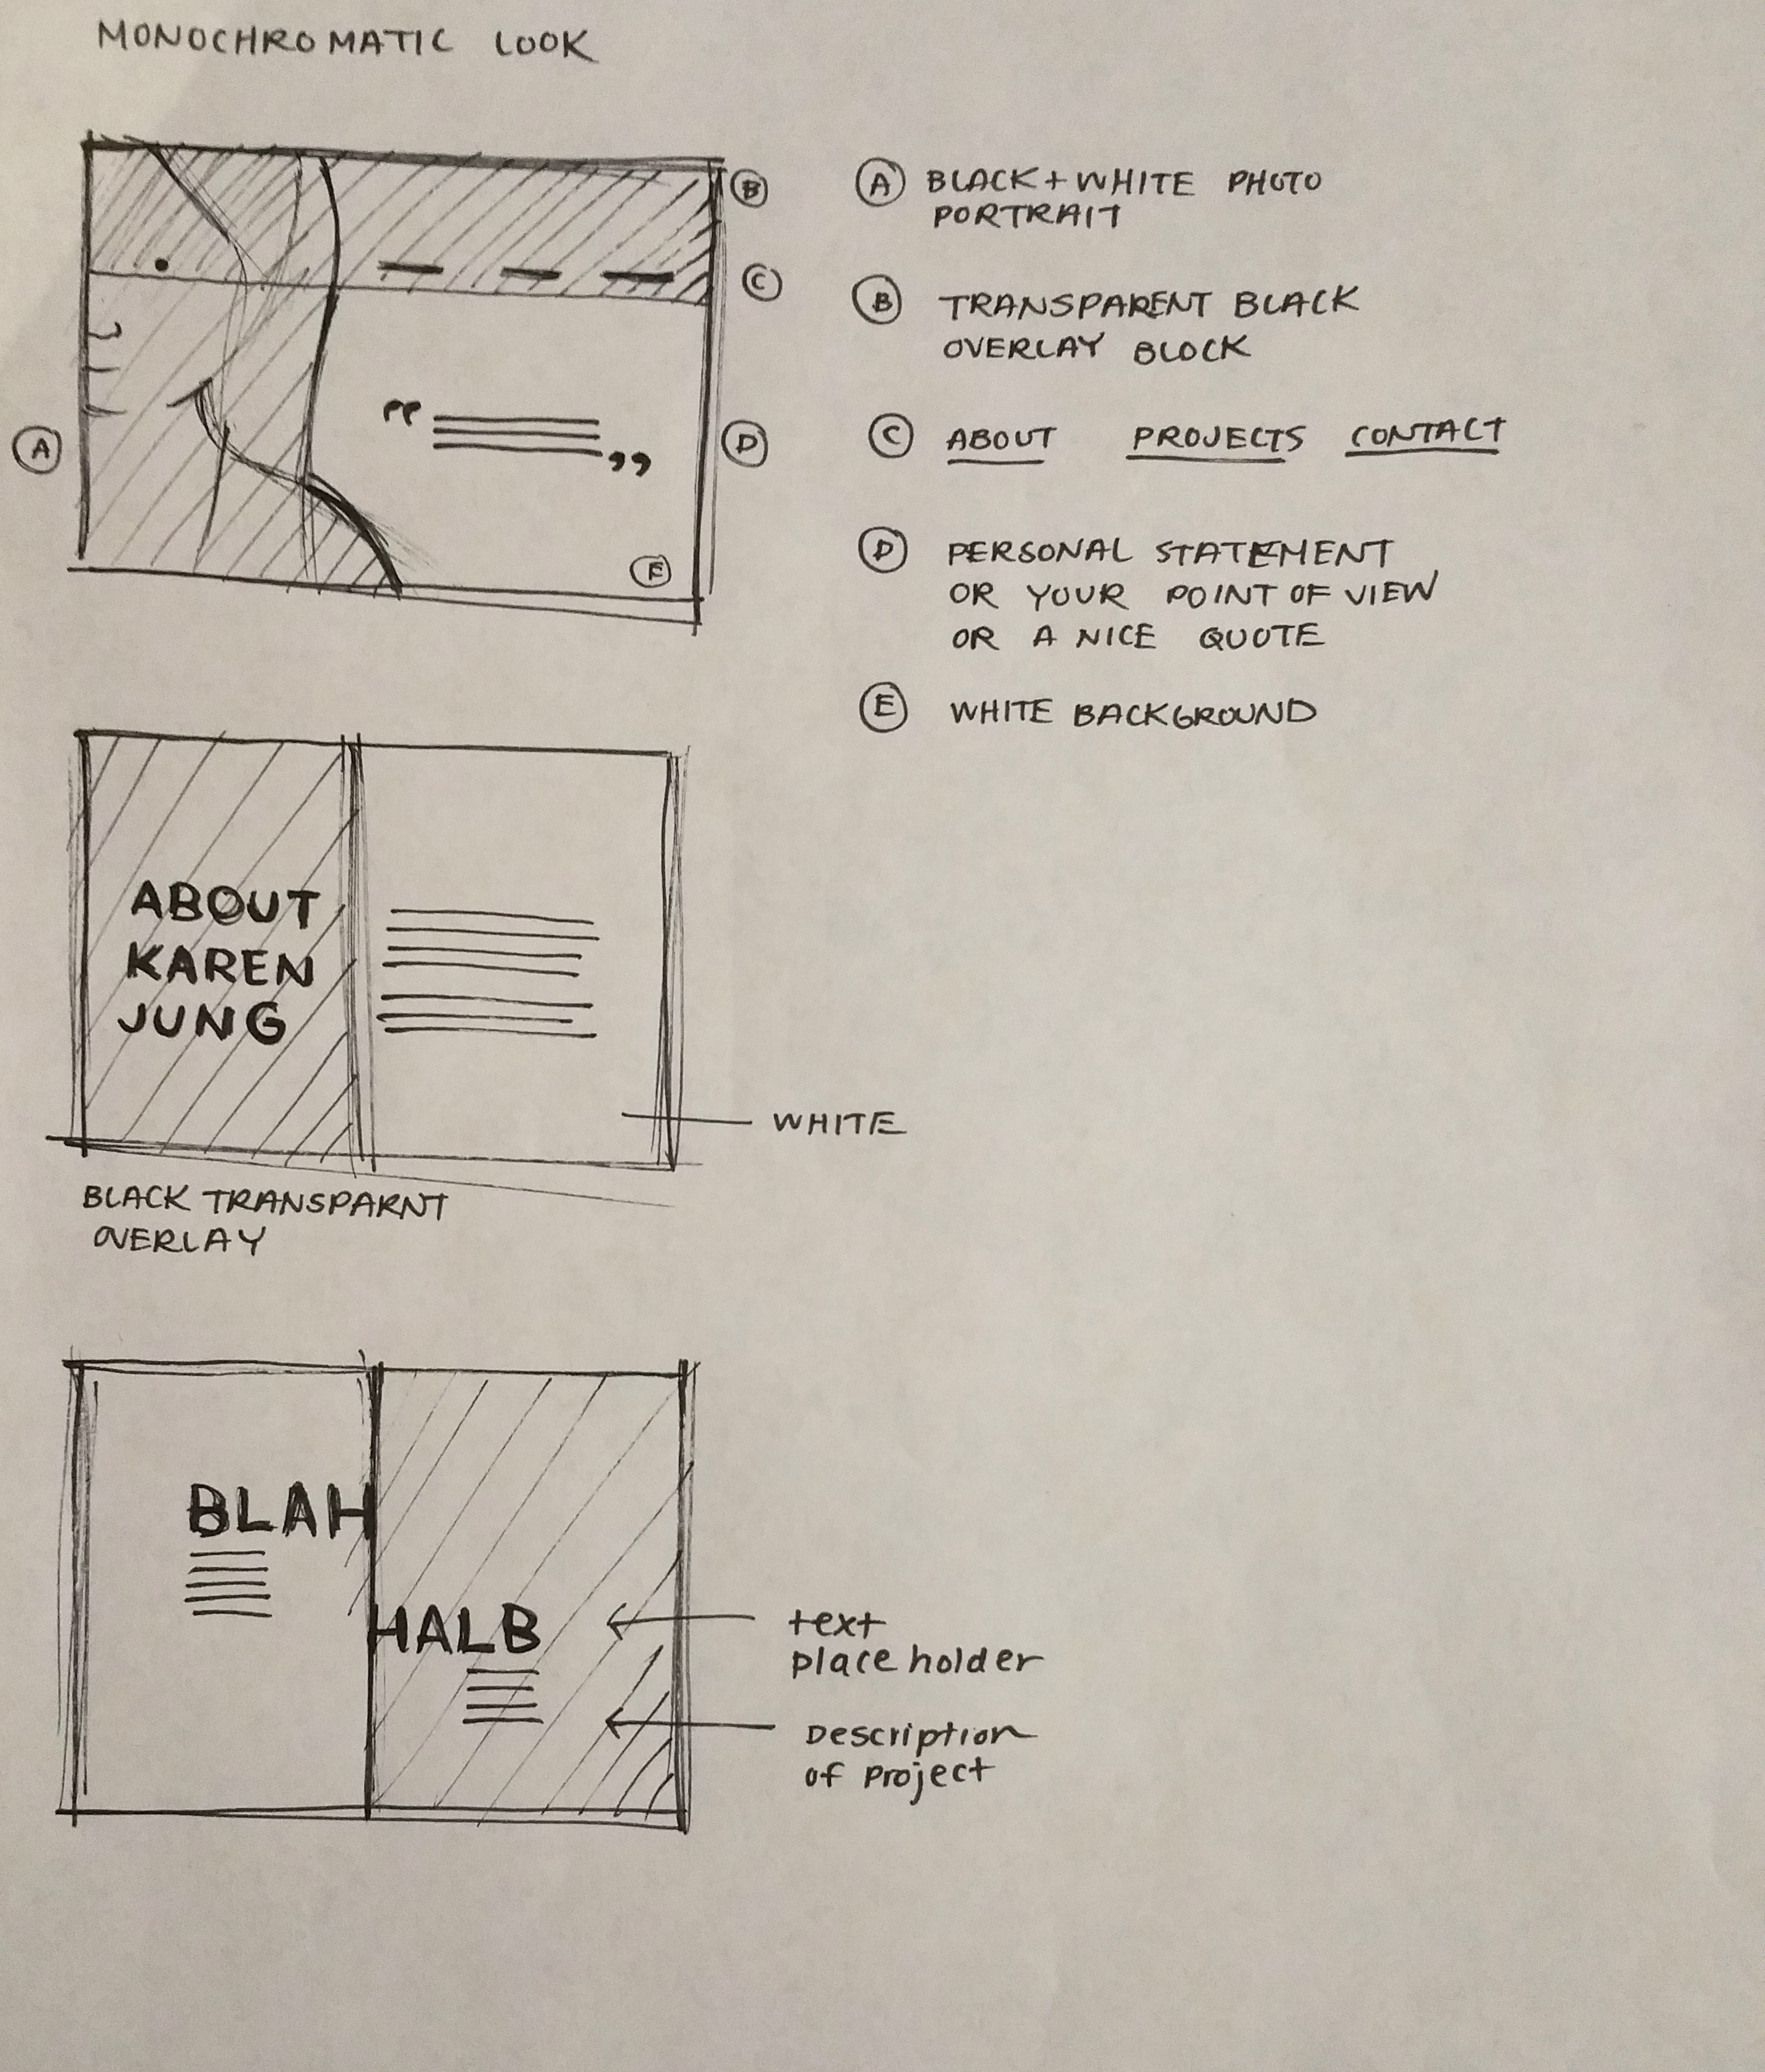 MONOCHROMATIC LOOK
B
C
A
D
E
A BLACK + WHITE PHOTO
PORTRAIT
B TRANSPARENT BLACK
OVERLAY BLOCK
C ABOUT PROJECTS CONTACT
D PERSONAL STATEMENT
OR YOUR POINT OF VIEW
OR A NICE QUOTE
E WHITE BACKGROUND
ABOUT
KAREN
JUNG
WHITE
BLACK TRANSPARNT
OVERLAY
BLAH
HALB
text
place holder
Description
of project